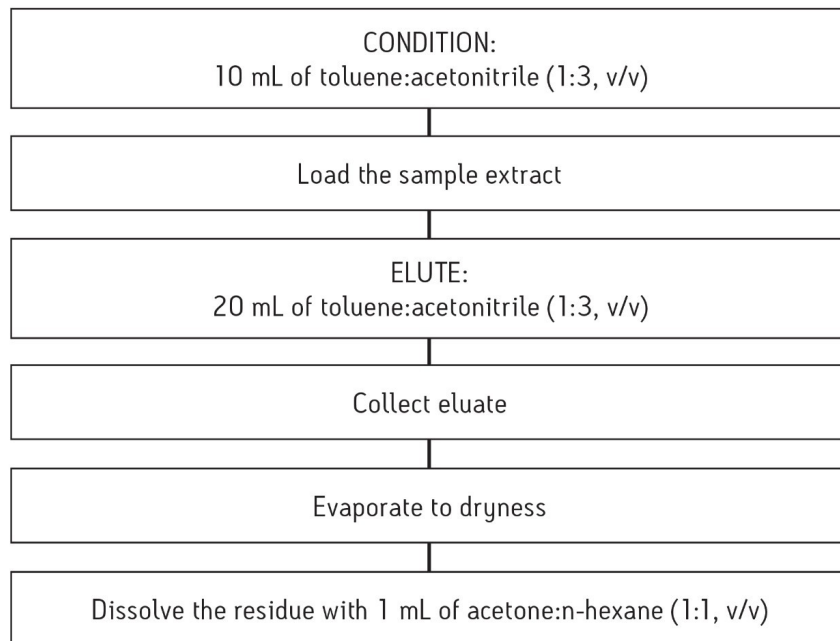 CONDITION:
10 mL of toluene:acetonitrile (1:3, v/v)
Load the sample extract
ELUTE:
20 mL of toluene:acetonitrile (1:3, v/v)
Collect eluate
Evaporate to dryness
Dissolve the residue with 1 mL of acetone:n-hexane (1:1, v/v)